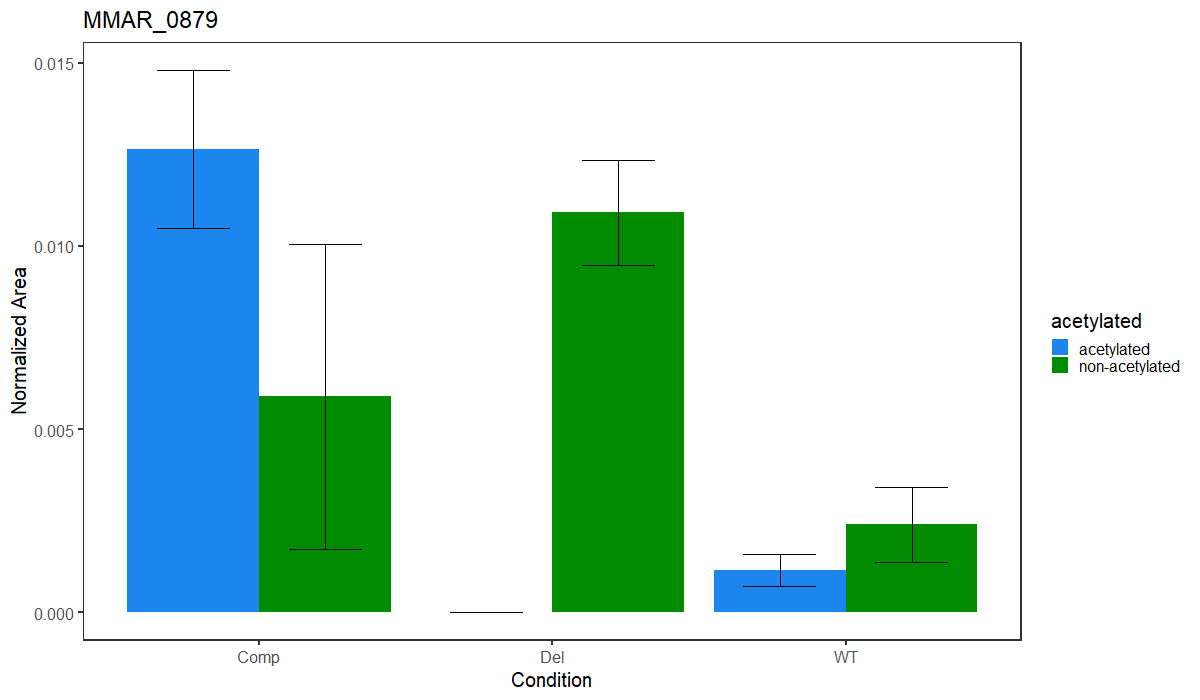 MMAR_0879
0.015
0.010
0.005
0.000
Normalized Area
Comp
Del
WT
Condition
acetylated
acetylated
non-acetylated